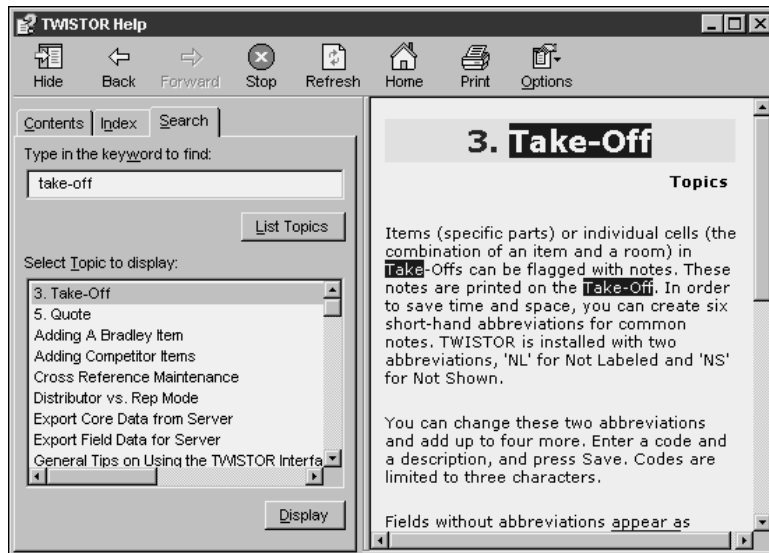 TWISTOR Help
Hide Back Forward Stop Refresh Home Print Options
Contents Index Search
Type in the keyword to find:
take-off
List Topics
Select Topic to display:
3. Take-Off
5. Quote
Adding A Bradley Item
Adding Competitor Items
Cross Reference Maintenance
Distributor vs. Rep Mode
Export Core Data from Server
Export Field Data for Server
General Tips on Using the TWISTOR Interfa
Display
3. Take-Off
Topics
Items (specific parts) or individual cells (the
combination of an item and a room) in
Take-Offs can be flagged with notes. These
notes are printed on the Take-Off. In order
to save time and space, you can create six
short-hand abbreviations for common
notes. TWISTOR is installed with two
abbreviations, 'NL' for Not Labeled and 'NS'
for Not Shown.
You can change these two abbreviations
and add up to four more. Enter a code and
a description, and press Save. Codes are
limited to three characters.
Fields without abbreviations appear as